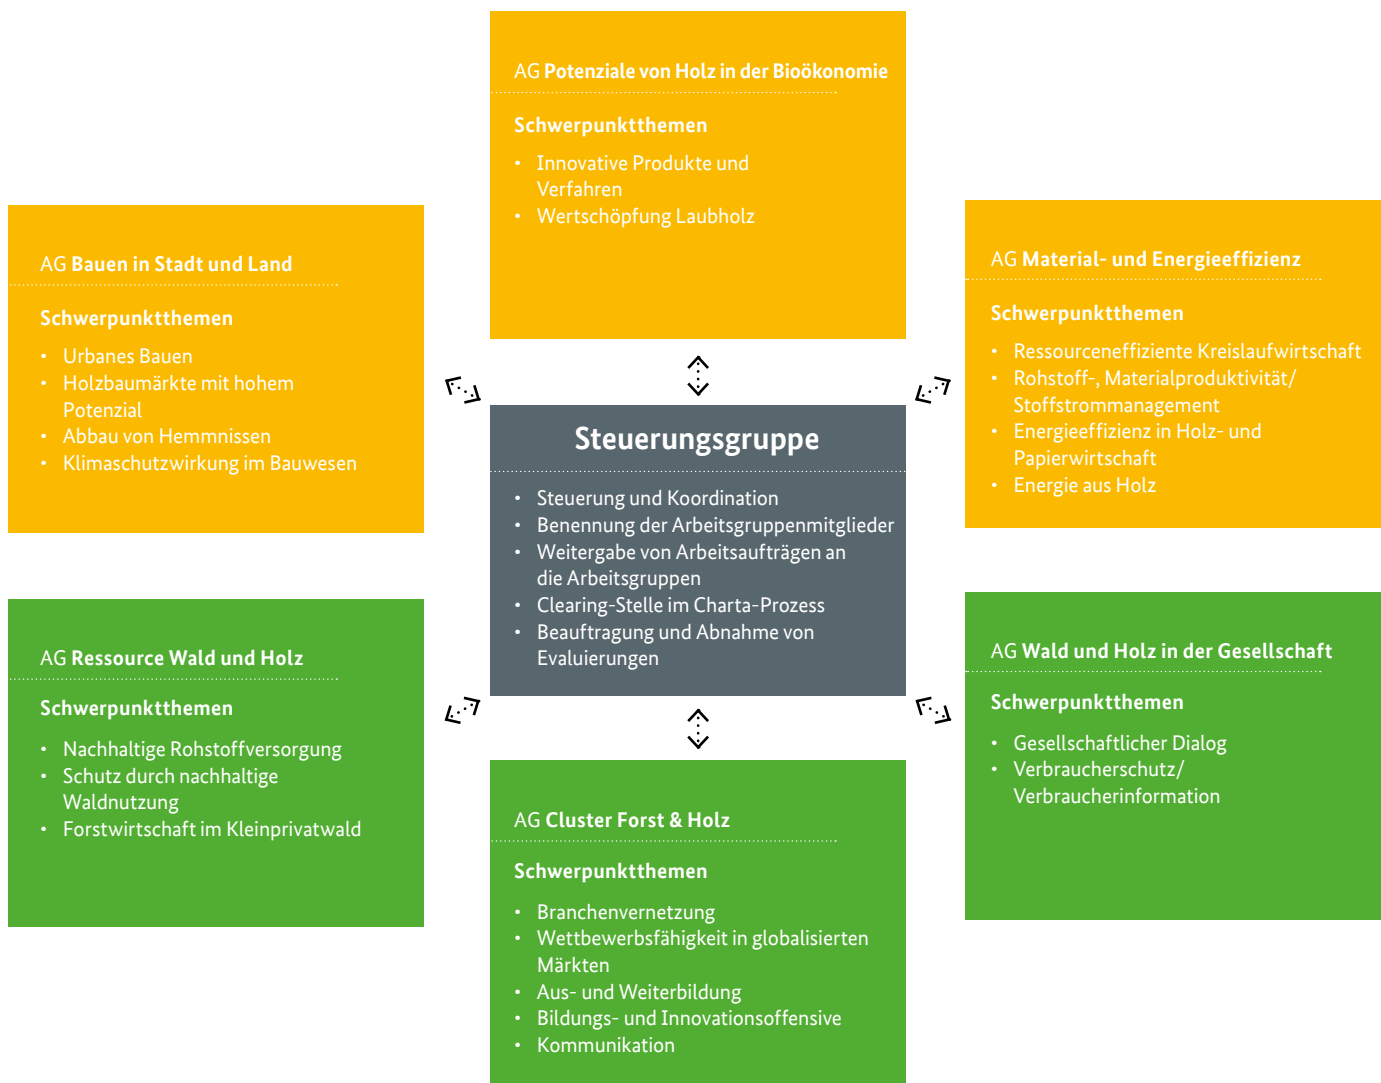 AG Potenziale von Holz in der Bioökonomie
Schwerpunktthemen
• Innovative Produkte und
Verfahren
• Wertschöpfung Laubholz
AG Bauen in Stadt und Land
Schwerpunktthemen
• Urbanes Bauen
• Holzbaumärkte mit hohem
Potenzial
• Abbau von Hemmnissen
• Klimaschutzwirkung im Bauwesen
AG Material- und Energieeffizienz
Schwerpunktthemen
• Ressourceneffiziente Kreislaufwirtschaft
• Rohstoff-, Materialproduktivität/
Stoffstrommanagement
• Energieeffizienz in Holz- und
Papierwirtschaft
• Energie aus Holz
Steuerungsgruppe
• Steuerung und Koordination
• Benennung der Arbeitsgruppenmitglieder
• Weitergabe von Arbeitsaufträgen an
die Arbeitsgruppen
• Clearing-Stelle im Charta-Prozess
• Beauftragung und Abnahme von
Evaluierungen
AG Ressource Wald und Holz
Schwerpunktthemen
• Nachhaltige Rohstoffversorgung
• Schutz durch nachhaltige
Waldnutzung
• Forstwirtschaft im Kleinprivatwald
AG Wald und Holz in der Gesellschaft
Schwerpunktthemen
• Gesellschaftlicher Dialog
• Verbraucherschutz/
Verbraucherinformation
AG Cluster Forst & Holz
Schwerpunktthemen
• Branchenvernetzung
• Wettbewerbsfähigkeit in globalisierten
Märkten
• Aus- und Weiterbildung
• Bildungs- und Innovationsoffensive
• Kommunikation